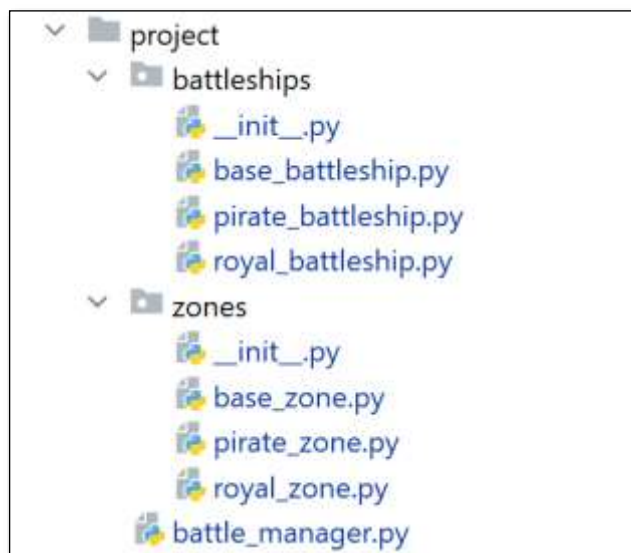 project
battleships
__init__.py
base_battleship.py
pirate_battleship.py
royal_battleship.py
zones
__init__.py
base_zone.py
pirate_zone.py
royal_zone.py
battle_manager.py